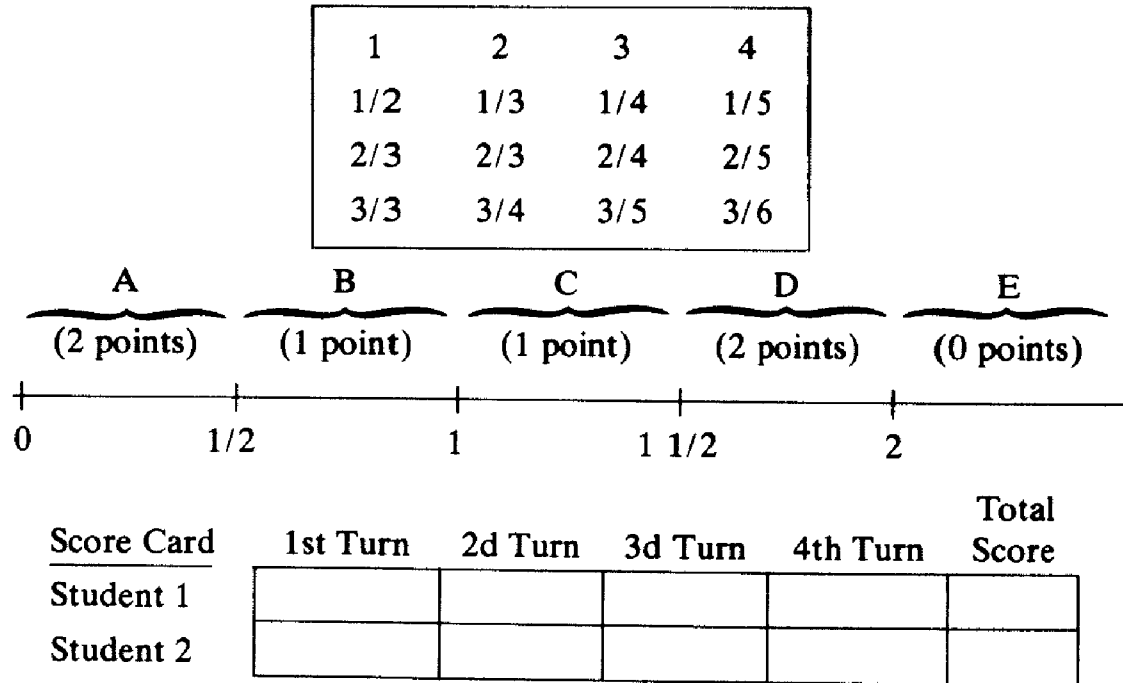 1 2 3 4
1/2 1/3 1/4 1/5
2/3 2/3 2/4 2/5
3/3 3/4 3/5 3/6
A B C D E
(2 points) (1 point) (1 point) (2 points) (0 points)
0 1/2 1 1 1/2 2
Score Card 1st Turn 2d Turn 3d Turn 4th Turn Total Score
Student 1
Student 2